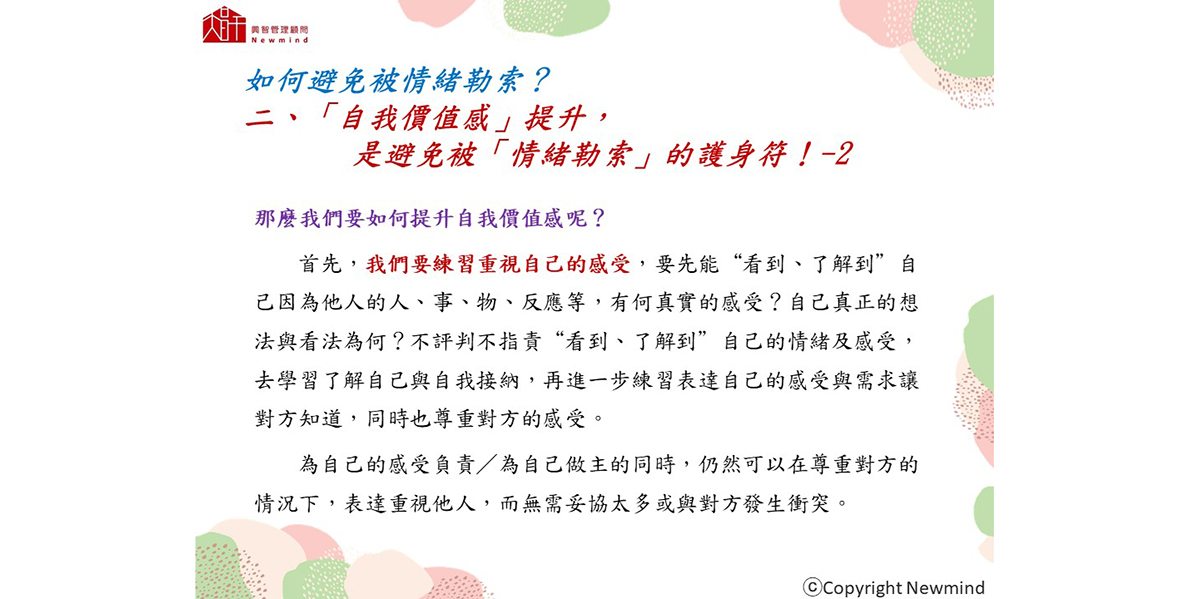 興智管理顧問
Newmind
如何避免被情緒勒索？
二、「自我價值感」提升，
是避免被「情緒勒索」的護身符！-2
那麼我們要如何提升自我價值感呢？
首先，我們要練習重視自己的感受，要先能“看到、了解到”自
己因為他人的人、事、物、反應等，有何真實的感受？自己真正的想
法與看法為何？不評判不指責“看到、了解到”自己的情緒及感受，
去學習了解自己與自我接納，再進一步練習表達自己的感受與需求讓
對方知道，同時也尊重對方的感受。
為自己的感受負責／為自己做主的同時，仍然可以在尊重對方的
情況下，表達重視他人，而無需妥協太多或與對方發生衝突。
ⓒCopyright Newmind